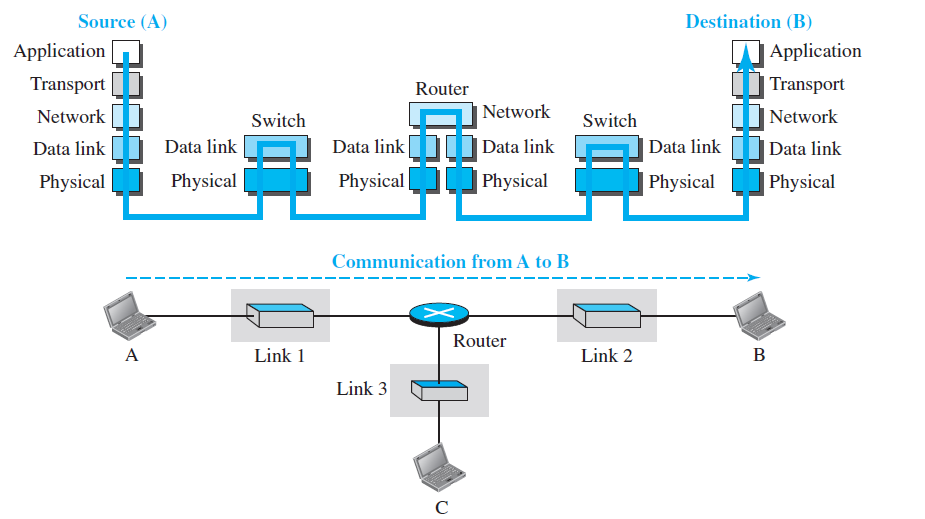 Source (A)
Destination (B)
Application
Transport
Network
Data link
Physical
Switch
Data link
Physical
Router
Network
Data link
Data link
Physical
Physical
Switch
Data link
Physical
Application
Transport
Network
Data link
Physical
Communication from A to B
A
Link 1
Router
Link 2
B
Link 3
C